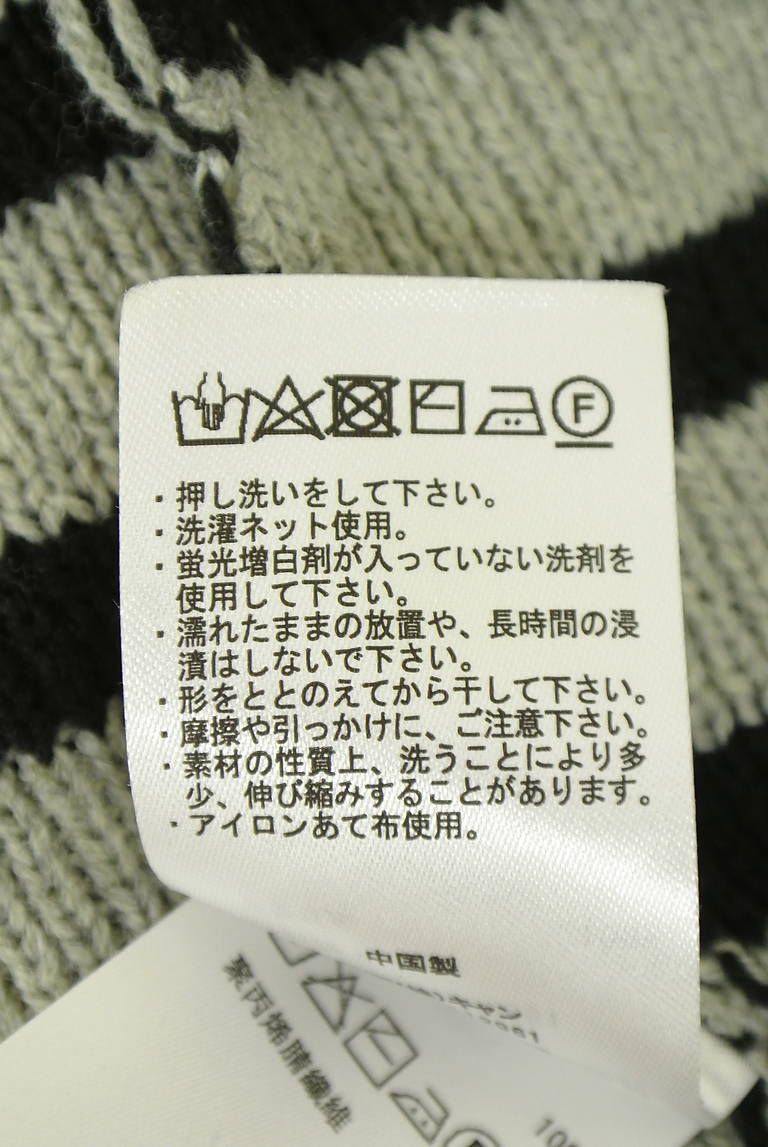 F
・押し洗いをして下さい。
・洗濯ネット使用。
・蛍光増白剤が入っていない洗剤を
使用して下さい。
・濡れたままの放置や、長時間の浸
漬はしないで下さい。
・形をととのえてから干して下さい。
・摩擦や引っかけに、ご注意下さい。
・素材の性質上、洗うことにより多
少、伸び縮みすることがあります。
・アイロンあて布使用。
中国製
聚丙烯腈纖維